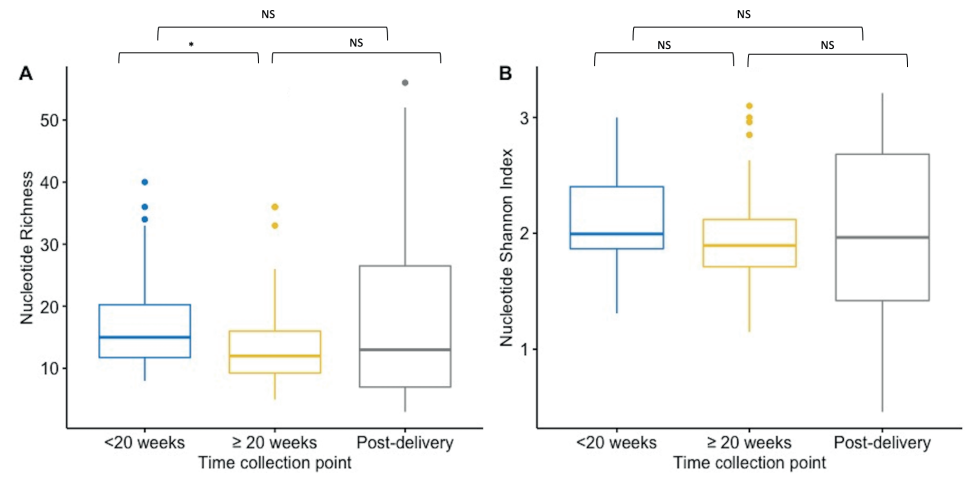 NS
NS
*
NS
NS
NS
A
B
50
40
30
20
10
Nucleotide Richness
<20 weeks
≥ 20 weeks
Post-delivery
Time collection point
3
2
1
Nucleotide Shannon Index
<20 weeks
≥ 20 weeks
Post-delivery
Time collection point